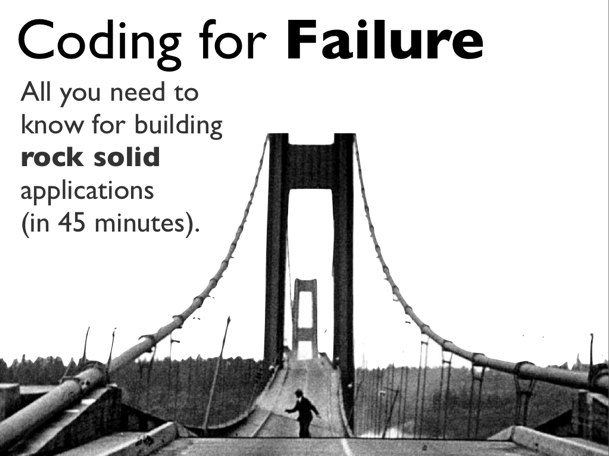 Coding for Failure
All you need to
know for building
rock solid
applications
(in 45 minutes).